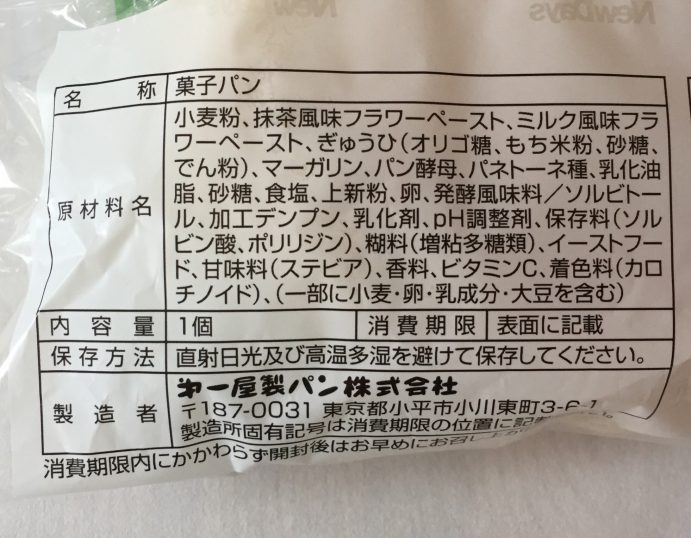 NewDays
NewDays
名称 菓子パン
原材料名 小麦粉、抹茶風味フラワーペースト、ミルク風味フラ
ワーペースト、ぎゅうひ(オリゴ糖、もち米粉、砂糖、
でん粉)、マーガリン、パン酵母、パネトーネ種、乳化油
脂、砂糖、食塩、上新粉、卵、発酵風味料/ソルビトー
ル、加工デンプン、乳化剤、pH調整剤、保存料(ソル
ビン酸、ポリリジン)、糊料(増粘多糖類)、イーストフー
ド、甘味料(ステビア)、香料、ビタミンC、着色料(カロ
チノイド)、(一部に小麦・卵・乳成分・大豆を含む)
内容量 1個 消費期限 表面に記載
保存方法 直射日光及び高温多湿を避けて保存してください。
製造者 第一屋製パン株式会社
〒187-0031 東京都小平市小川東町3-6-1
製造所固有記号は消費期限の位置に記
消費期限内にかかわらず開封後はお早めにお召し上